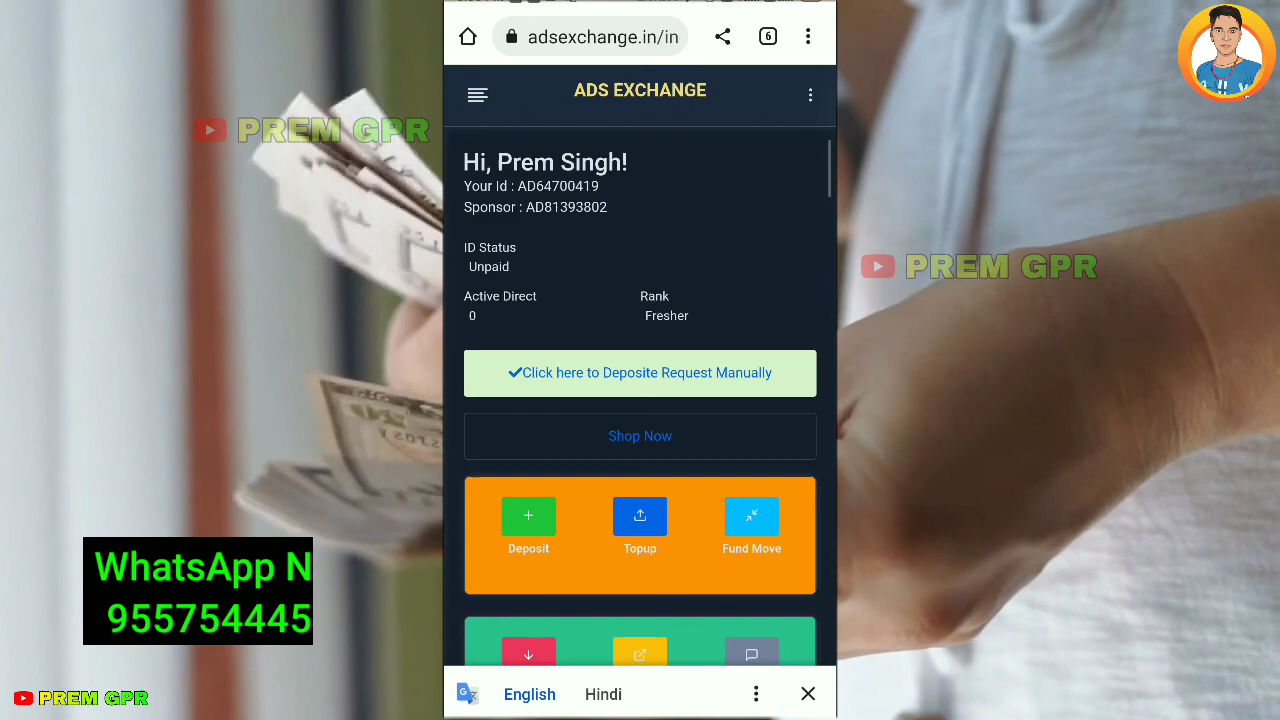 adsexchange.in/in
6
ADS EXCHANGE
PREM GPR
Hi, Prem Singh!
Your Id : AD64700419
Sponsor : AD81393802
ID Status
Unpaid
PREM GPR
Active Direct Rank
0 Fresher
Click here to Deposite Request Manually
Shop Now
Deposit Topup Fund Move
WhatsApp N
955754445
English Hindi
PREM GPR